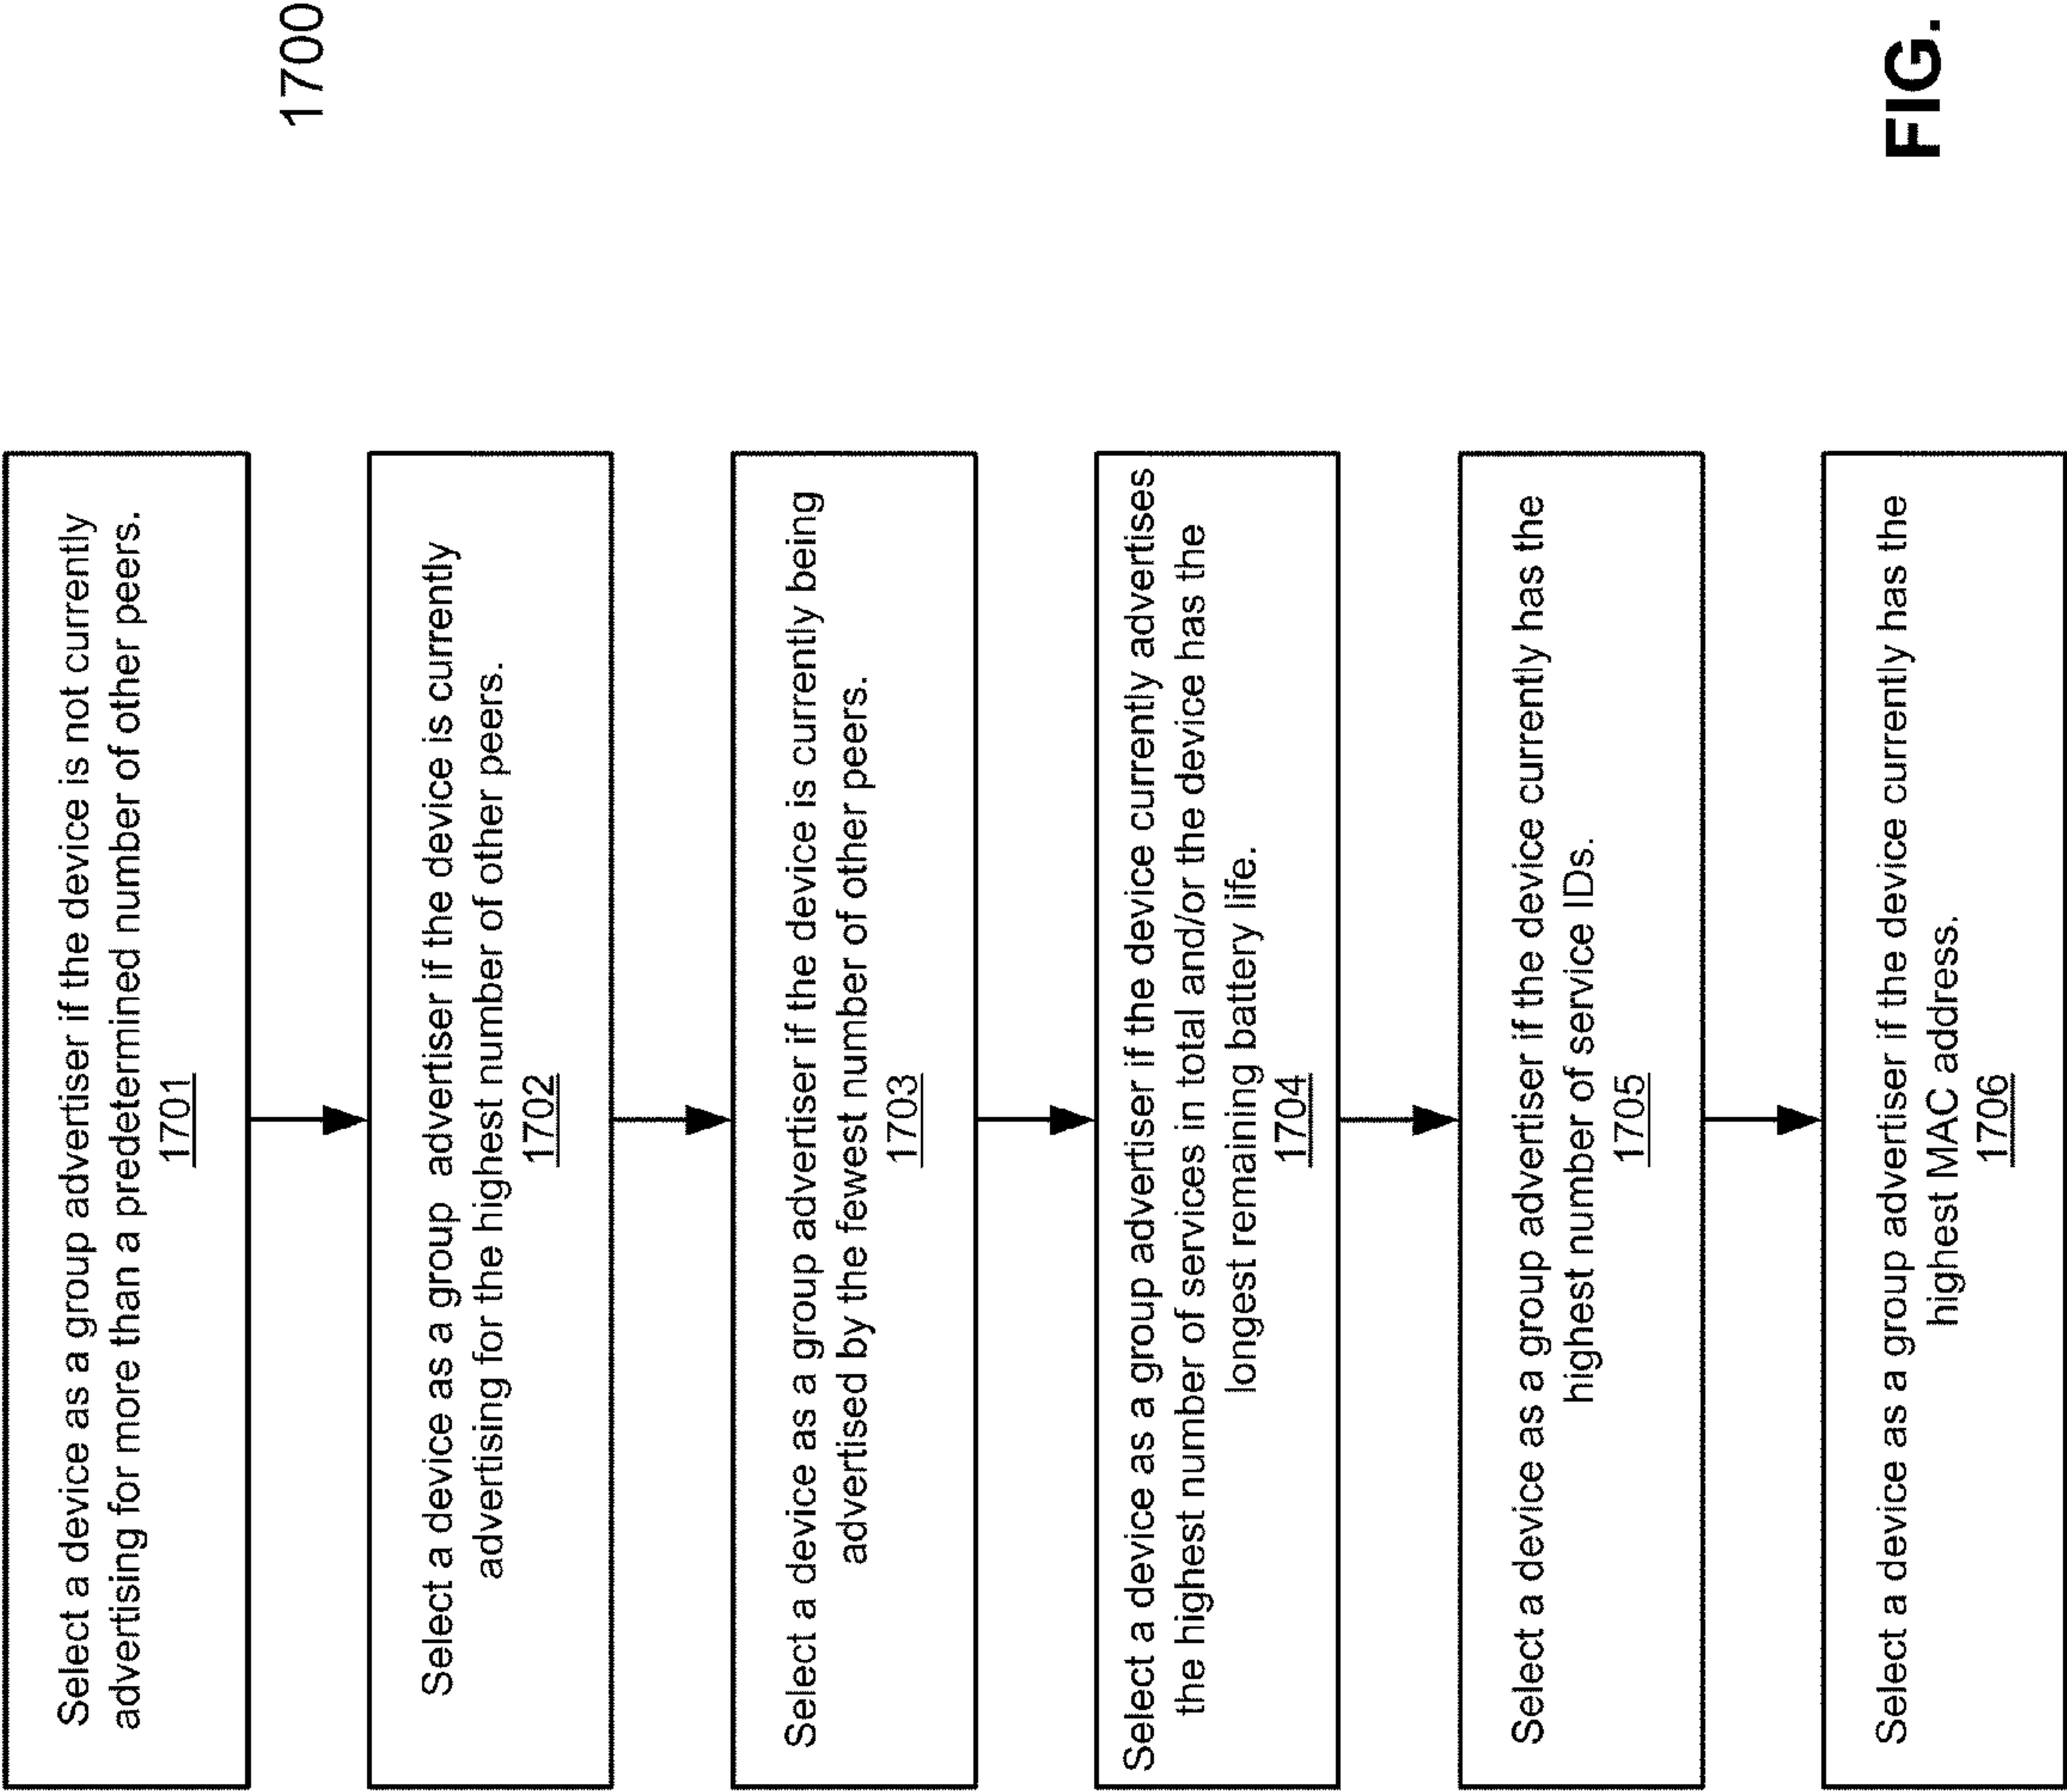 1700
Select a device as a group advertiser if the device is not currently
advertising for more than a predetermined number of other peers.
1701
Select a device as a group advertiser if the device is currently
advertising for the highest number of other peers.
1702
Select a device as a group advertiser if the device is currently being
advertised by the fewest number of other peers.
1703
Select a device as a group advertiser if the device currently advertises
the highest number of services in total and/or the device has the
longest remaining battery life.
1704
Select a device as a group advertiser if the device currently has the
highest number of service IDs.
1705
Select a device as a group advertiser if the device currently has the
highest MAC address.
1706
FIG.